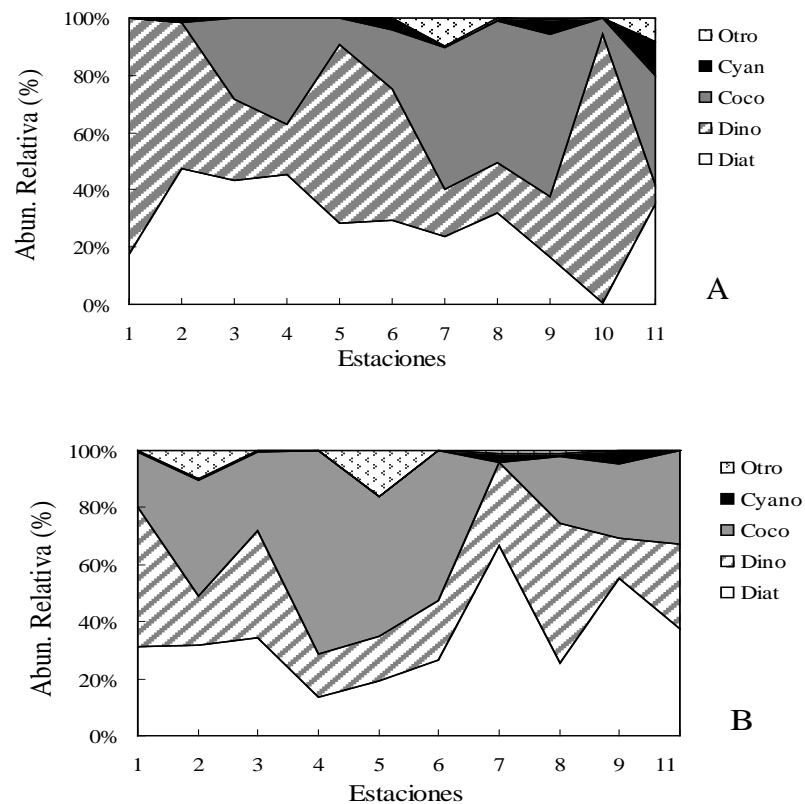 100%
80%
60%
40%
20%
0%
Abun. Relativa (%)
1 2 3 4 5 6 7 8 9 10 11
Estaciones
Otro
Cyan
Coco
Dino
Diat
A
100%
80%
60%
40%
20%
0%
Abun. Relativa (%)
1 2 3 4 5 6 7 8 9 11
Estaciones
Otro
Cyano
Coco
Dino
Diat
B